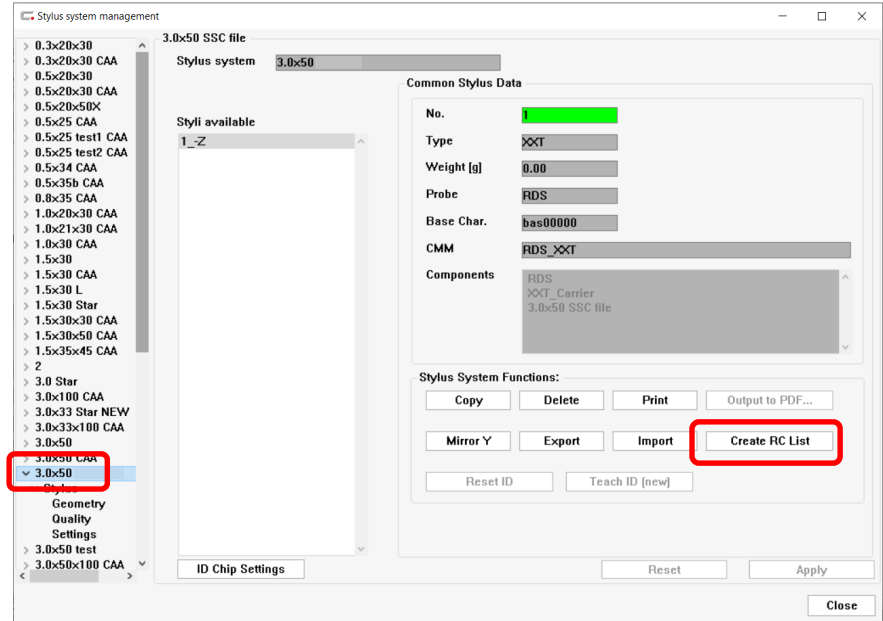 Stylus system management
0.3x20x30
0.3x20x30 CAA
0.5x20x30
0.5x20x30 CAA
0.5x20x50X
0.5x25 CAA
0.5x25 test1 CAA
0.5x25 test2 CAA
0.5x34 CAA
0.5x35b CAA
0.8x35 CAA
1.0x20x30 CAA
1.0x21x30 CAA
1.0x30 CAA
1.5x30
1.5x30 CAA
1.5x30 L
1.5x30 Star
1.5x30x30 CAA
1.5x30x50 CAA
1.5x35x45 CAA
2
3.0 Star
3.0x100 CAA
3.0x33 Star NEW
3.0x33x100 CAA
3.0x50
3.0x50 CAA
3.0x50
Stylus
Geometry
Quality
Settings
3.0x50 test
3.0x50x100 CAA
3.0x50 SSC file
Stylus system 3.0x50
Styli available
1_-Z
ID Chip Settings
Common Stylus Data
No. 1
Type XXT
Weight [g] 0.00
Probe RDS
Base Char. bas00000
CMM RDS_XXT
Components RDS
XXT_Carrier
3.0x50 SSC file
Stylus System Functions:
Copy Delete Print Output to PDF...
Mirror Y Export Import Create RC List
Reset ID Teach ID (new)
Reset Apply
Close